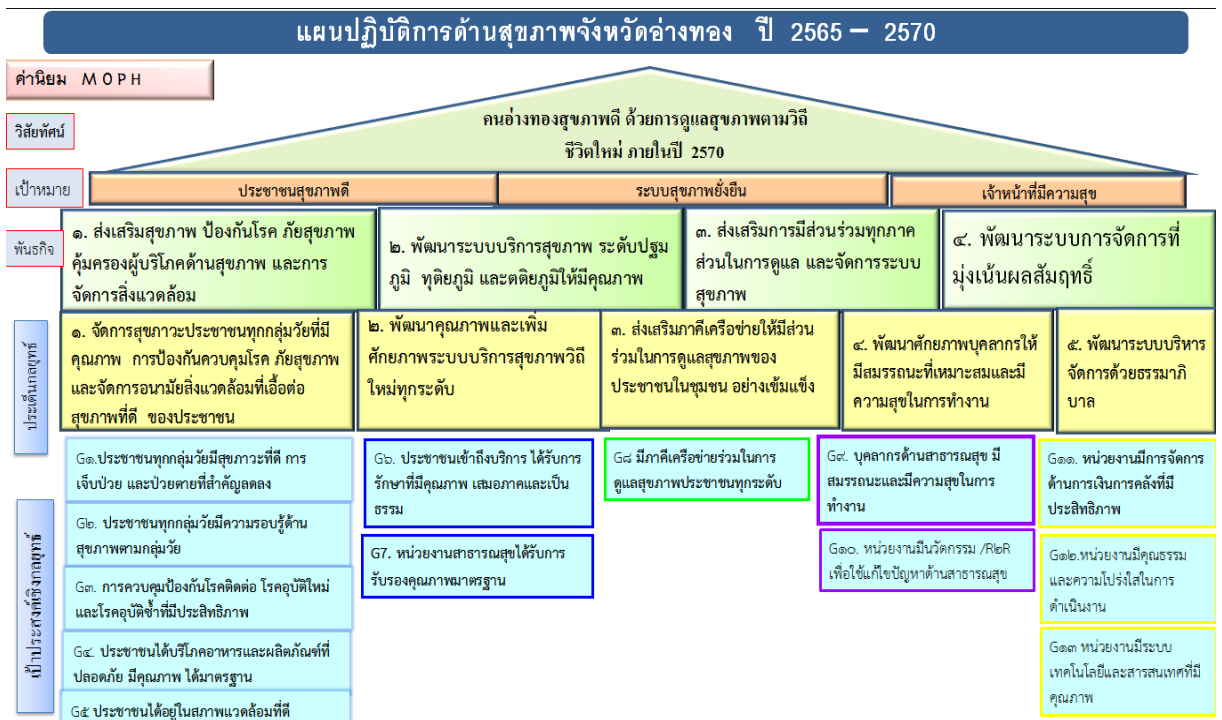 แผนปฏิบัติการด้านสุขภาพจังหวัดอ่างทอง ปี 2565 – 2570
ค่านิยม M O P H
วิสัยทัศน์
คนอ่างทองสุขภาพดี ด้วยการดูแลสุขภาพตามวิถี
ชีวิตใหม่ ภายในปี 2570
เป้าหมาย
ประชาชนสุขภาพดี
ระบบสุขภาพยั่งยืน
เจ้าหน้าที่มีความสุข
พันธกิจ
๑. ส่งเสริมสุขภาพ ป้องกันโรค ภัยสุขภาพ
คุ้มครองผู้บริโภคด้านสุขภาพ และการ
จัดการสิ่งแวดล้อม
๒. พัฒนาระบบบริการสุขภาพ ระดับปฐม
ภูมิ ทุติยภูมิ และตติยภูมิให้มีคุณภาพ
๓. ส่งเสริมการมีส่วนร่วมทุกภาค
ส่วนในการดูแล และจัดการระบบ
สุขภาพ
๔. พัฒนาระบบการจัดการที่
มุ่งเน้นผลสัมฤทธิ์
ประเด็นกลยุทธ์
๑. จัดการสุขภาวะประชาชนทุกกลุ่มวัยที่มี
คุณภาพ การป้องกันควบคุมโรค ภัยสุขภาพ
และจัดการอนามัยสิ่งแวดล้อมที่เอื้อต่อ
สุขภาพที่ดี ของประชาชน
๒. พัฒนาคุณภาพและเพิ่ม
ศักยภาพระบบบริการสุขภาพวิถี
ใหม่ทุกระดับ
๓. ส่งเสริมภาคีเครือข่ายให้มีส่วน
ร่วมในการดูแลสุขภาพของ
ประชาชนในชุมชน อย่างเข้มแข็ง
๔. พัฒนาศักยภาพบุคลากรให้
มีสมรรถนะที่เหมาะสมและมี
ความสุขในการทำงาน
๕. พัฒนาระบบบริหาร
จัดการด้วยธรรมาภิ
บาล
เป้าประสงค์เชิงกลยุทธ์
G๑.ประชาชนทุกกลุ่มวัยมีสุขภาวะที่ดี การ
เจ็บป่วย และป่วยตายที่สำคัญลดลง
G๒. ประชาชนทุกกลุ่มวัยมีความรอบรู้ด้าน
สุขภาพตามกลุ่มวัย
G๓. การควบคุมป้องกันโรคติดต่อ โรคอุบัติใหม่
และโรคอุบัติซ้ำที่มีประสิทธิภาพ
G๔. ประชาชนได้บริโภคอาหารและผลิตภัณฑ์ที่
ปลอดภัย มีคุณภาพ ได้มาตรฐาน
G๕ ประชาชนได้อยู่ในสภาพแวดล้อมที่ดี
G๖. ประชาชนเข้าถึงบริการ ได้รับการ
รักษาที่มีคุณภาพ เสมอภาคและเป็น
ธรรม
G7. หน่วยงานสาธารณสุขได้รับการ
รับรองคุณภาพมาตรฐาน
G๘ มีภาคีเครือข่ายร่วมในการ
ดูแลสุขภาพประชาชนทุกระดับ
G๙. บุคลากรด้านสาธารณสุข มี
สมรรถนะและมีความสุขในการ
ทำงาน
G๑๐. หน่วยงานมีนวัตกรรม /R๒R
เพื่อใช้แก้ไขปัญหาด้านสาธารณสุข
G๑๑. หน่วยงานมีการจัดการ
ด้านการเงินการคลังที่มี
ประสิทธิภาพ
G๑๒.หน่วยงานมีคุณธรรม
และความโปร่งใสในการ
ดำเนินงาน
G๑๓ หน่วยงานมีระบบ
เทคโนโลยีและสารสนเทศที่มี
คุณภาพ